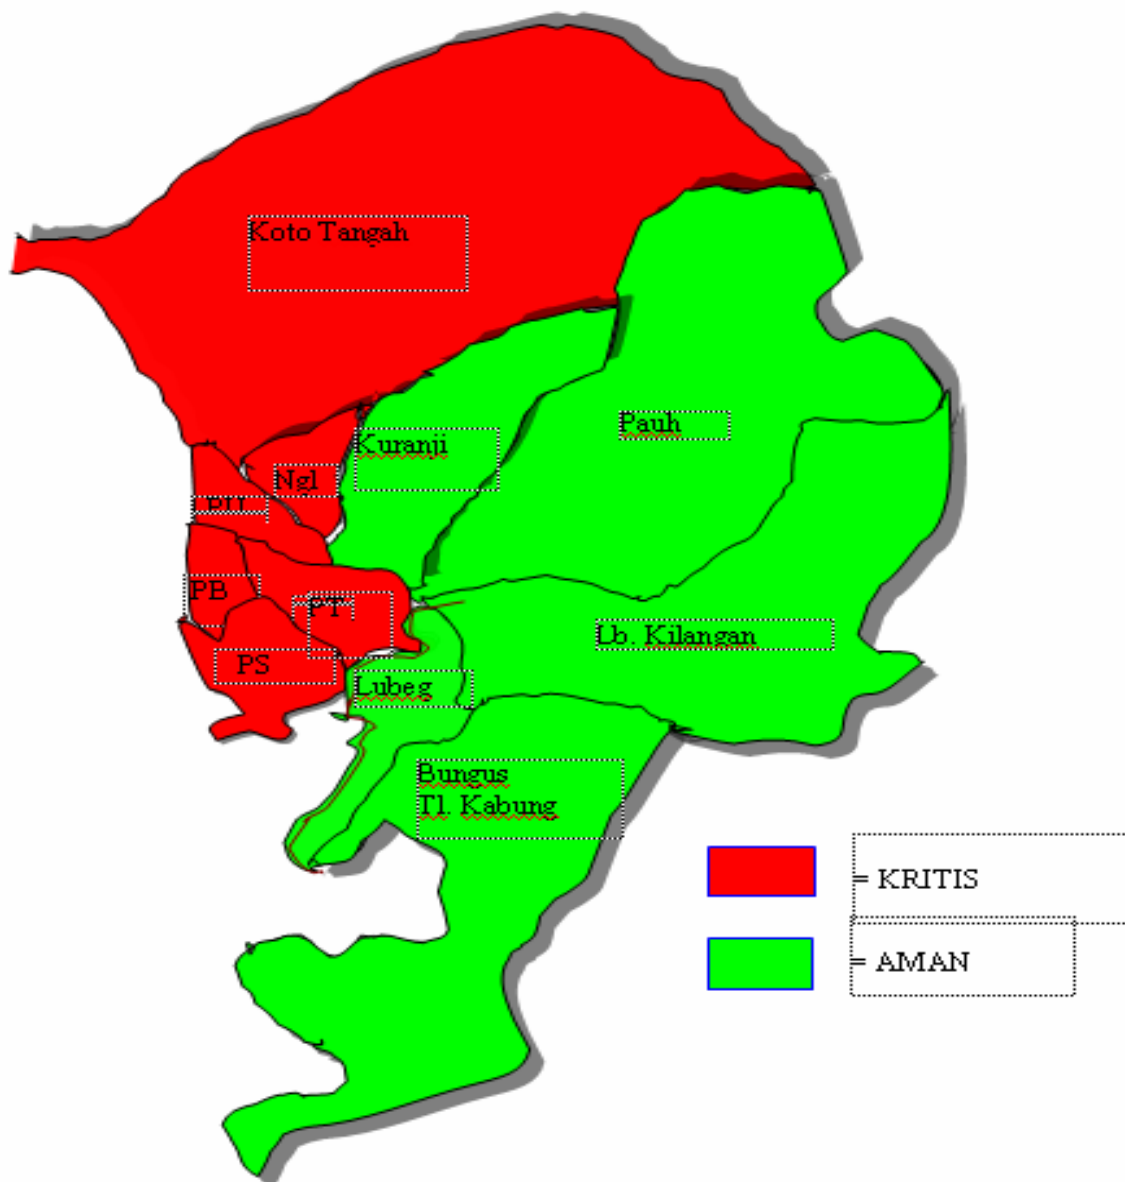 Koto Tangah
Kuranji
Pauh
Ngl
PB
PT
Lb. Kilangan
PS
Lubeg
Bungus
Tl. Kabung
= KRITIS
= AMAN